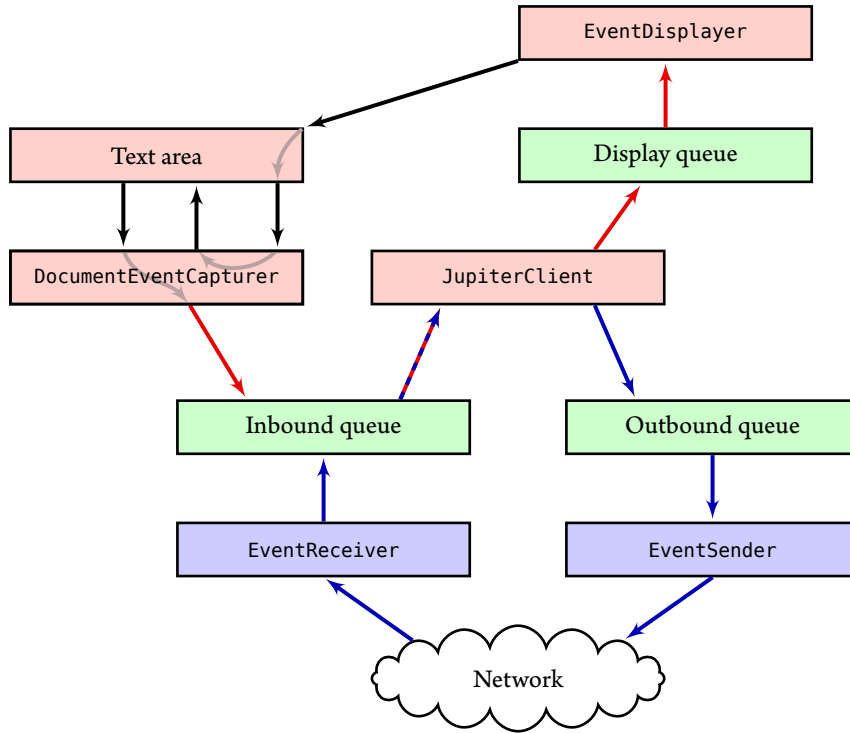 EventDisplayer
Text area
Display queue
DocumentEventCapturer
JupiterClient
Inbound queue
Outbound queue
EventReceiver
EventSender
Network